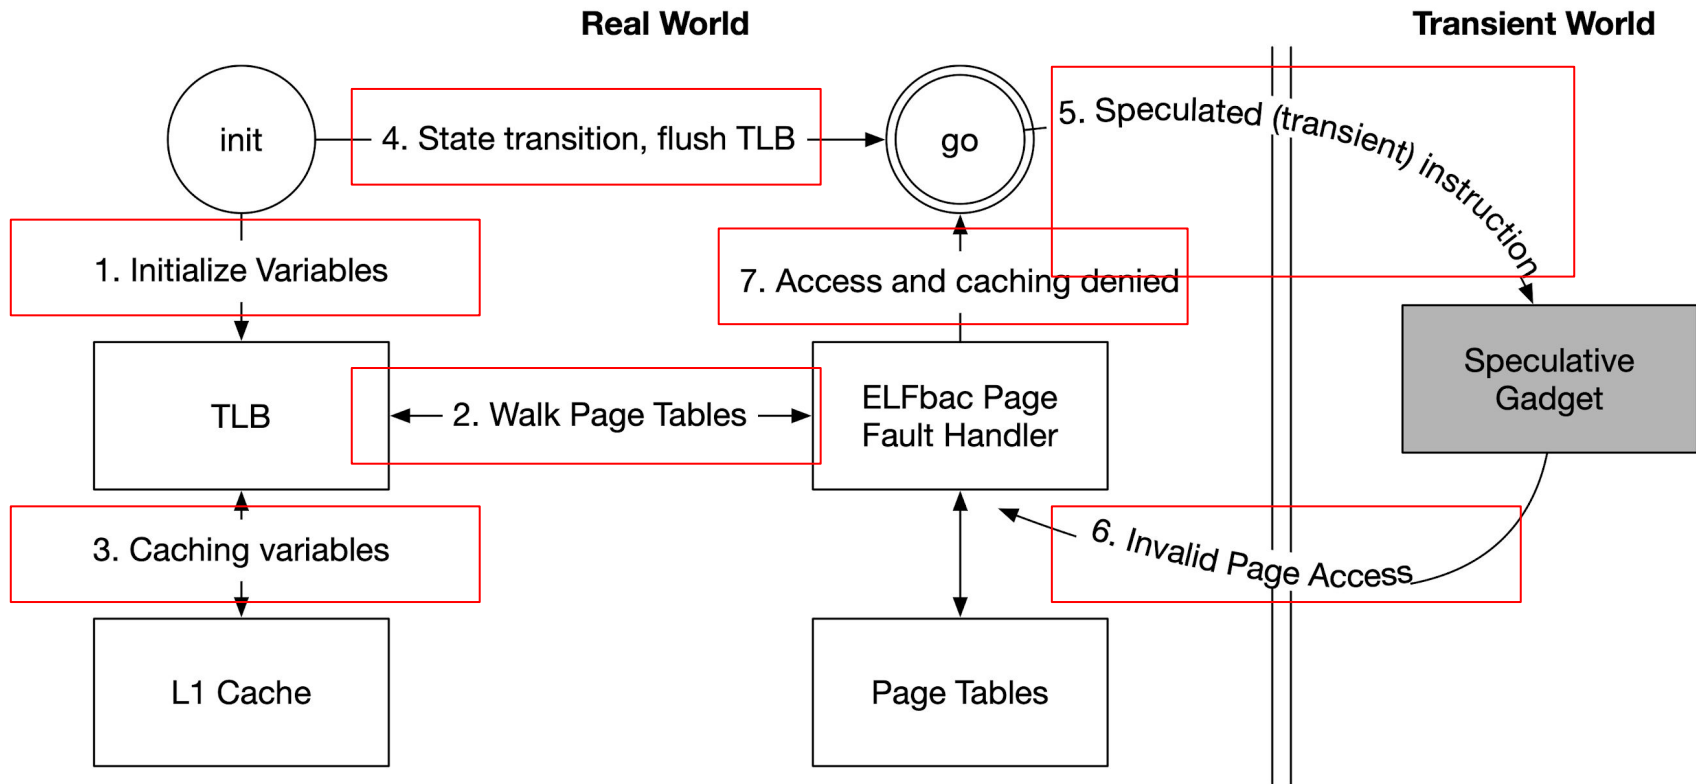 Real World
Transient World
init
4. State transition, flush TLB
go
5. Speculated (transient) instruction
1. Initialize Variables
7. Access and caching denied
TLB
2. Walk Page Tables
ELFbac Page
Fault Handler
Speculative
Gadget
3. Caching variables
6. Invalid Page Access
L1 Cache
Page Tables